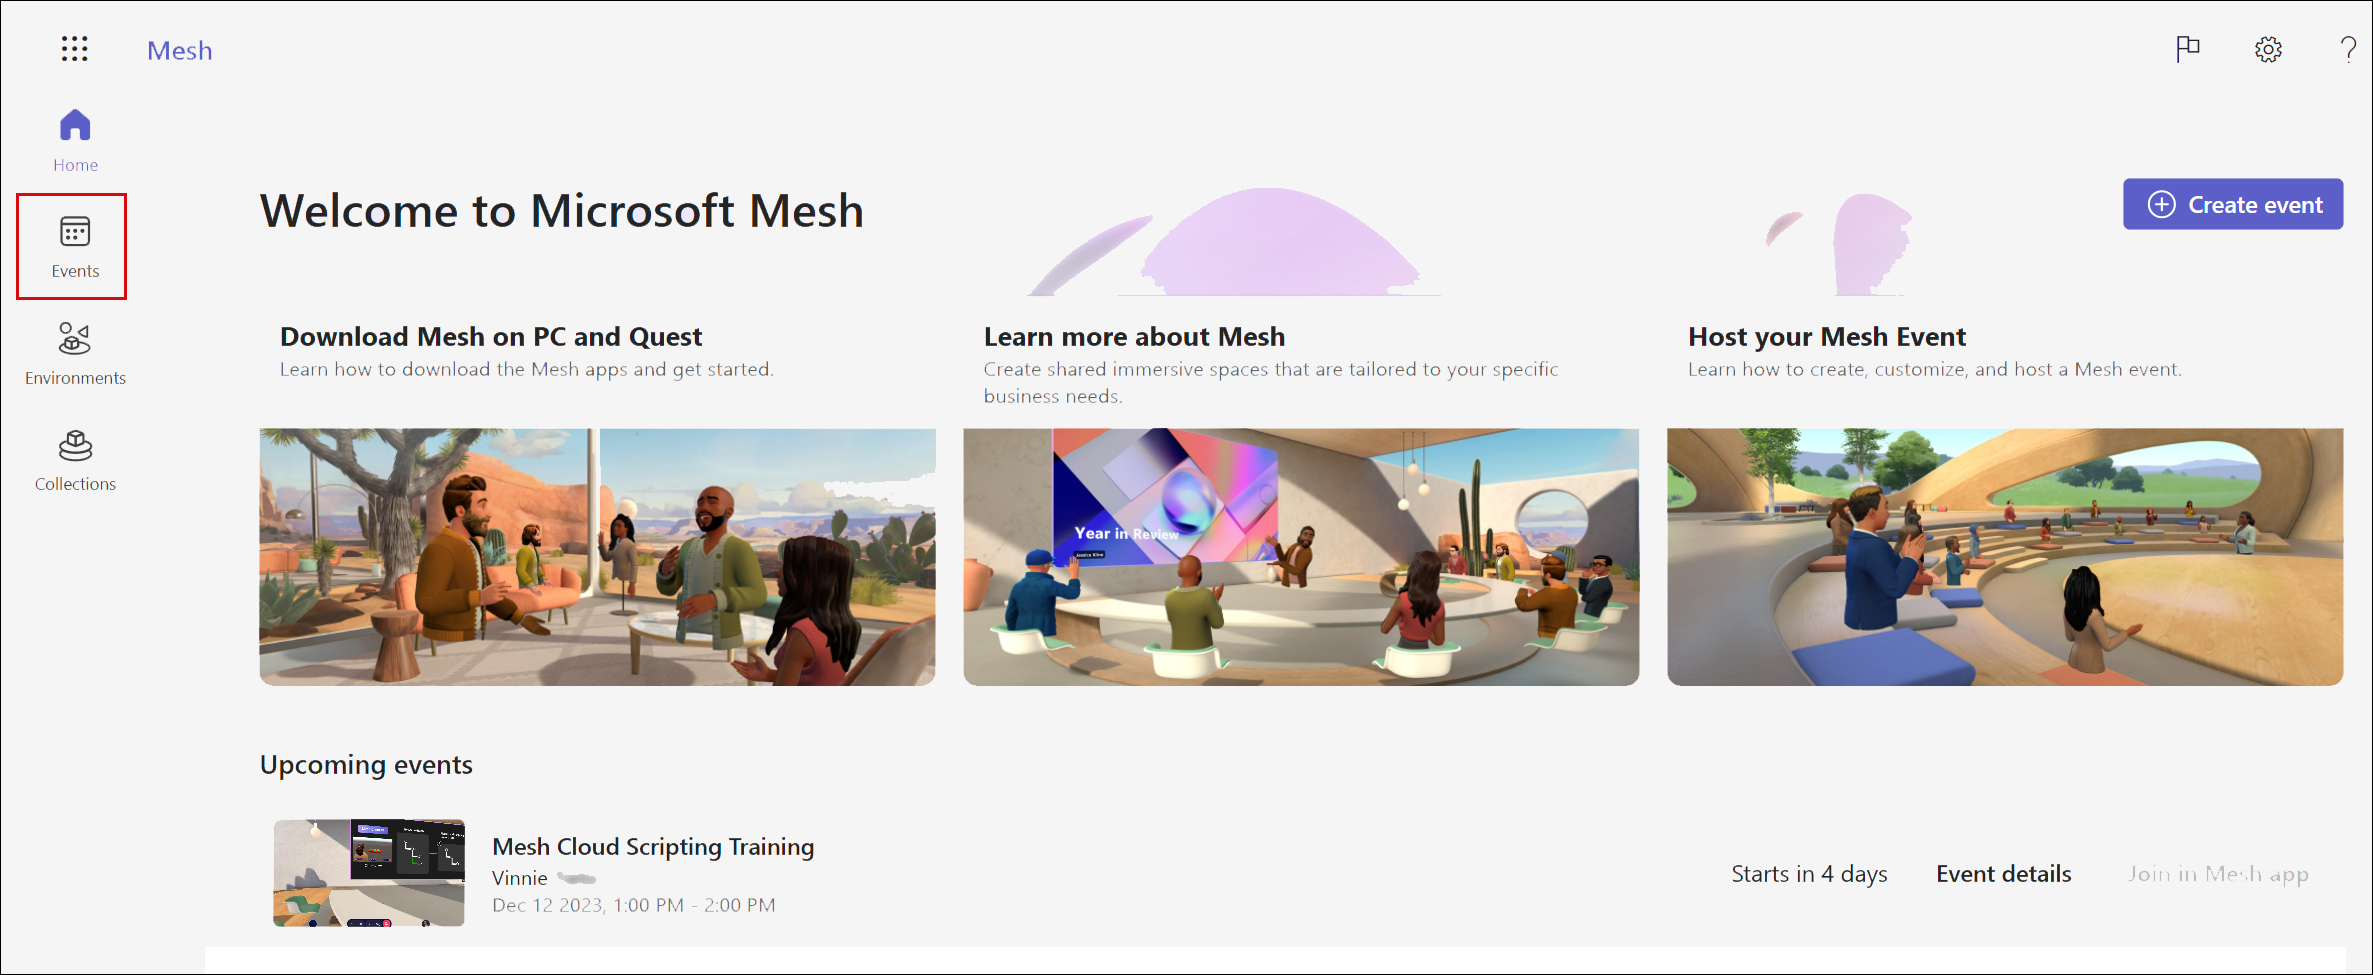 Mesh
Home
Events
Environments
Collections
Welcome to Microsoft Mesh
Create event
Download Mesh on PC and Quest
Learn how to download the Mesh apps and get started.
Learn more about Mesh
Create shared immersive spaces that are tailored to your specific
business needs.
Host your Mesh Event
Learn how to create, customize, and host a Mesh event.
Year in Review
Jessica Kline
Upcoming events
Mesh Cloud Scripting Training
Vinnie
Dec 12 2023, 1:00 PM - 2:00 PM
Starts in 4 days
Event details
Join in Mesh app